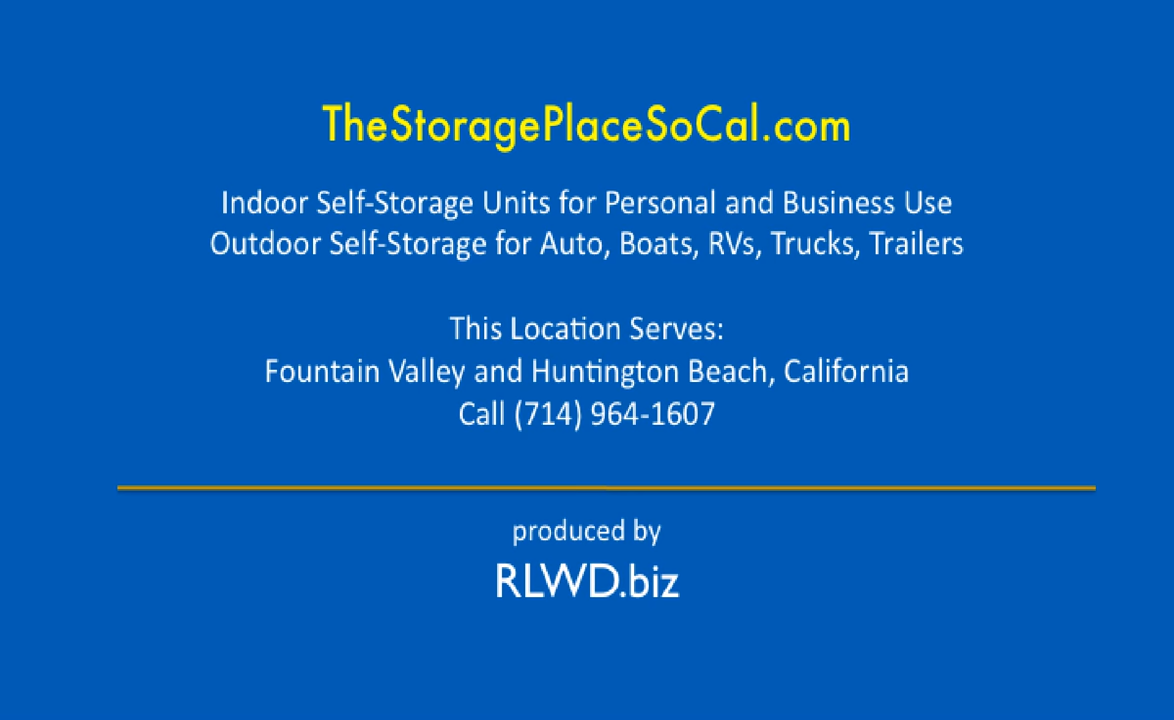 TheStoragePlaceSoCal.com
Indoor Self-Storage Units for Personal and Business Use
Outdoor Self-Storage for Auto, Boats, RVs, Trucks, Trailers
This Location Serves:
Fountain Valley and Huntington Beach, California
Call (714) 964-1607
produced by
RLWD.biz